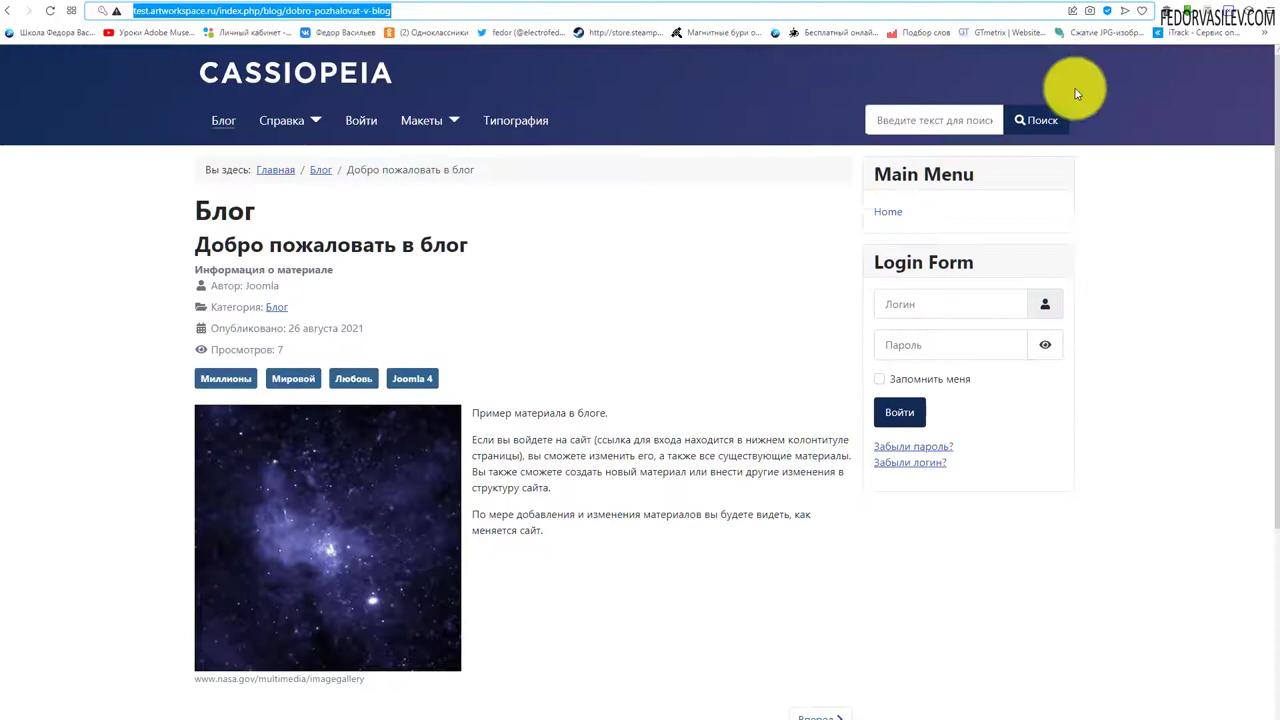 test.artworkspace.ru/index.php/blog/dobro-pozhalovat-v-blog
FEDORVASILEV.COM
Школа Федора Вас...
Уроки Adobe Muse...
Личный кабинет -...
Федор Васильев
(2) Одноклассники
fedor (@electrofed...
http://store.steamp...
Магнитные бури о...
Бесплатный онлай...
Подбор слов
GTmetrix | Website...
Сжатие JPG-изобр...
iTrack - Сервис оп...
CASSIOPEIA
Блог
Справка
Войти
Макеты
Типография
Введите текст для поиск
Поиск
Вы здесь: Главная / Блог / Добро пожаловать в блог
Блог
Добро пожаловать в блог
Информация о материале
Автор: Joomla
Категория: Блог
Опубликовано: 26 августа 2021
Просмотров: 7
Миллионы
Мировой
Любовь
Joomla 4
Пример материала в блоге.
Если вы войдете на сайт (ссылка для входа находится в нижнем колонтитуле
страницы), вы сможете изменить его, а также все существующие материалы.
Вы также сможете создать новый материал или внести другие изменения в
структуру сайта.
По мере добавления и изменения материалов вы будете видеть, как
меняется сайт.
www.nasa.gov/multimedia/imagegallery
Вперед
Main Menu
Home
Login Form
Логин
Пароль
Запомнить меня
Войти
Забыли пароль?
Забыли логин?